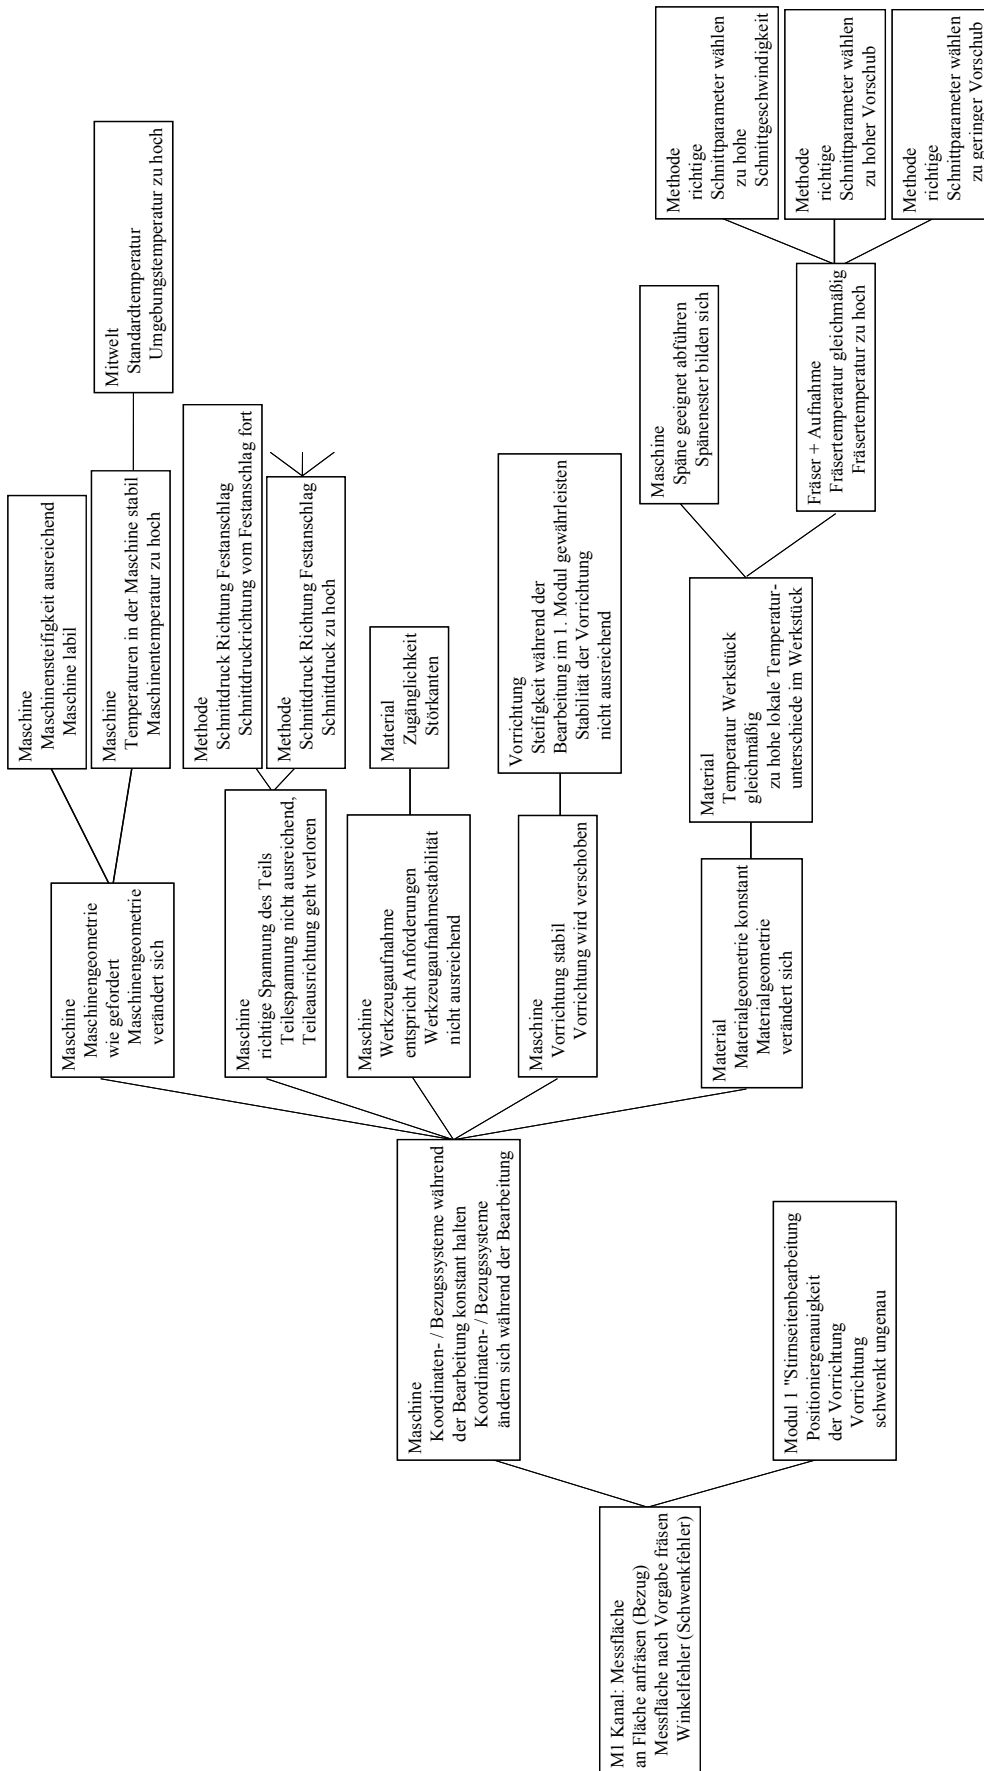 M1 Kanal: Messfläche
an Fläche anfräsen (Bezug)
Messfläche nach Vorgabe fräsen
Winkelfehler (Schwenkfehler)
Maschine
Koordinaten- / Bezugssysteme während
der Bearbeitung konstant halten
Koordinaten- / Bezugssysteme
ändern sich während der Bearbeitung
Modul 1 "Stirnseitenbearbeitung
Positioniergenauigkeit
der Vorrichtung
Vorrichtung
schwenkt ungenau
Maschine
Maschinengeometrie
wie gefordert
Maschinengeometrie
verändert sich
Maschine
richtige Spannung des Teils
Teilespannung nicht ausreichend,
Teileausrichtung geht verloren
Maschine
Werkzeugaufnahme
entspricht Anforderungen
Werkzeugaufnahmestabilität
nicht ausreichend
Maschine
Vorrichtung stabil
Vorrichtung wird verschoben
Material
Materialgeometrie konstant
Materialgeometrie
verändert sich
Maschine
Maschinensteifigkeit ausreichend
Maschine labil
Maschine
Temperaturen in der Maschine stabil
Maschinentemperatur zu hoch
Methode
Schnittdruck Richtung Festanschlag
Schnittdruckrichtung vom Festanschlag fort
Methode
Schnittdruck Richtung Festanschlag
Schnittdruck zu hoch
Material
Zugänglichkeit
Störkanten
Vorrichtung
Steifigkeit während der
Bearbeitung im 1. Modul gewährleisten
Stabilität der Vorrichtung
nicht ausreichend
Material
Temperatur Werkstück
gleichmäßig
zu hohe lokale Temperatur-
unterschiede im Werkstück
Mitwelt
Standardtemperatur
Umgebungstemperatur zu hoch
Maschine
Späne geeignet abführen
Spänenester bilden sich
Fräser + Aufnahme
Fräsertemperatur gleichmäßig
Fräsertemperatur zu hoch
Methode
richtige
Schnittparameter wählen
zu hohe
Schnittgeschwindigkeit
Methode
richtige
Schnittparameter wählen
zu hoher Vorschub
Methode
richtige
Schnittparameter wählen
zu geringer Vorschub